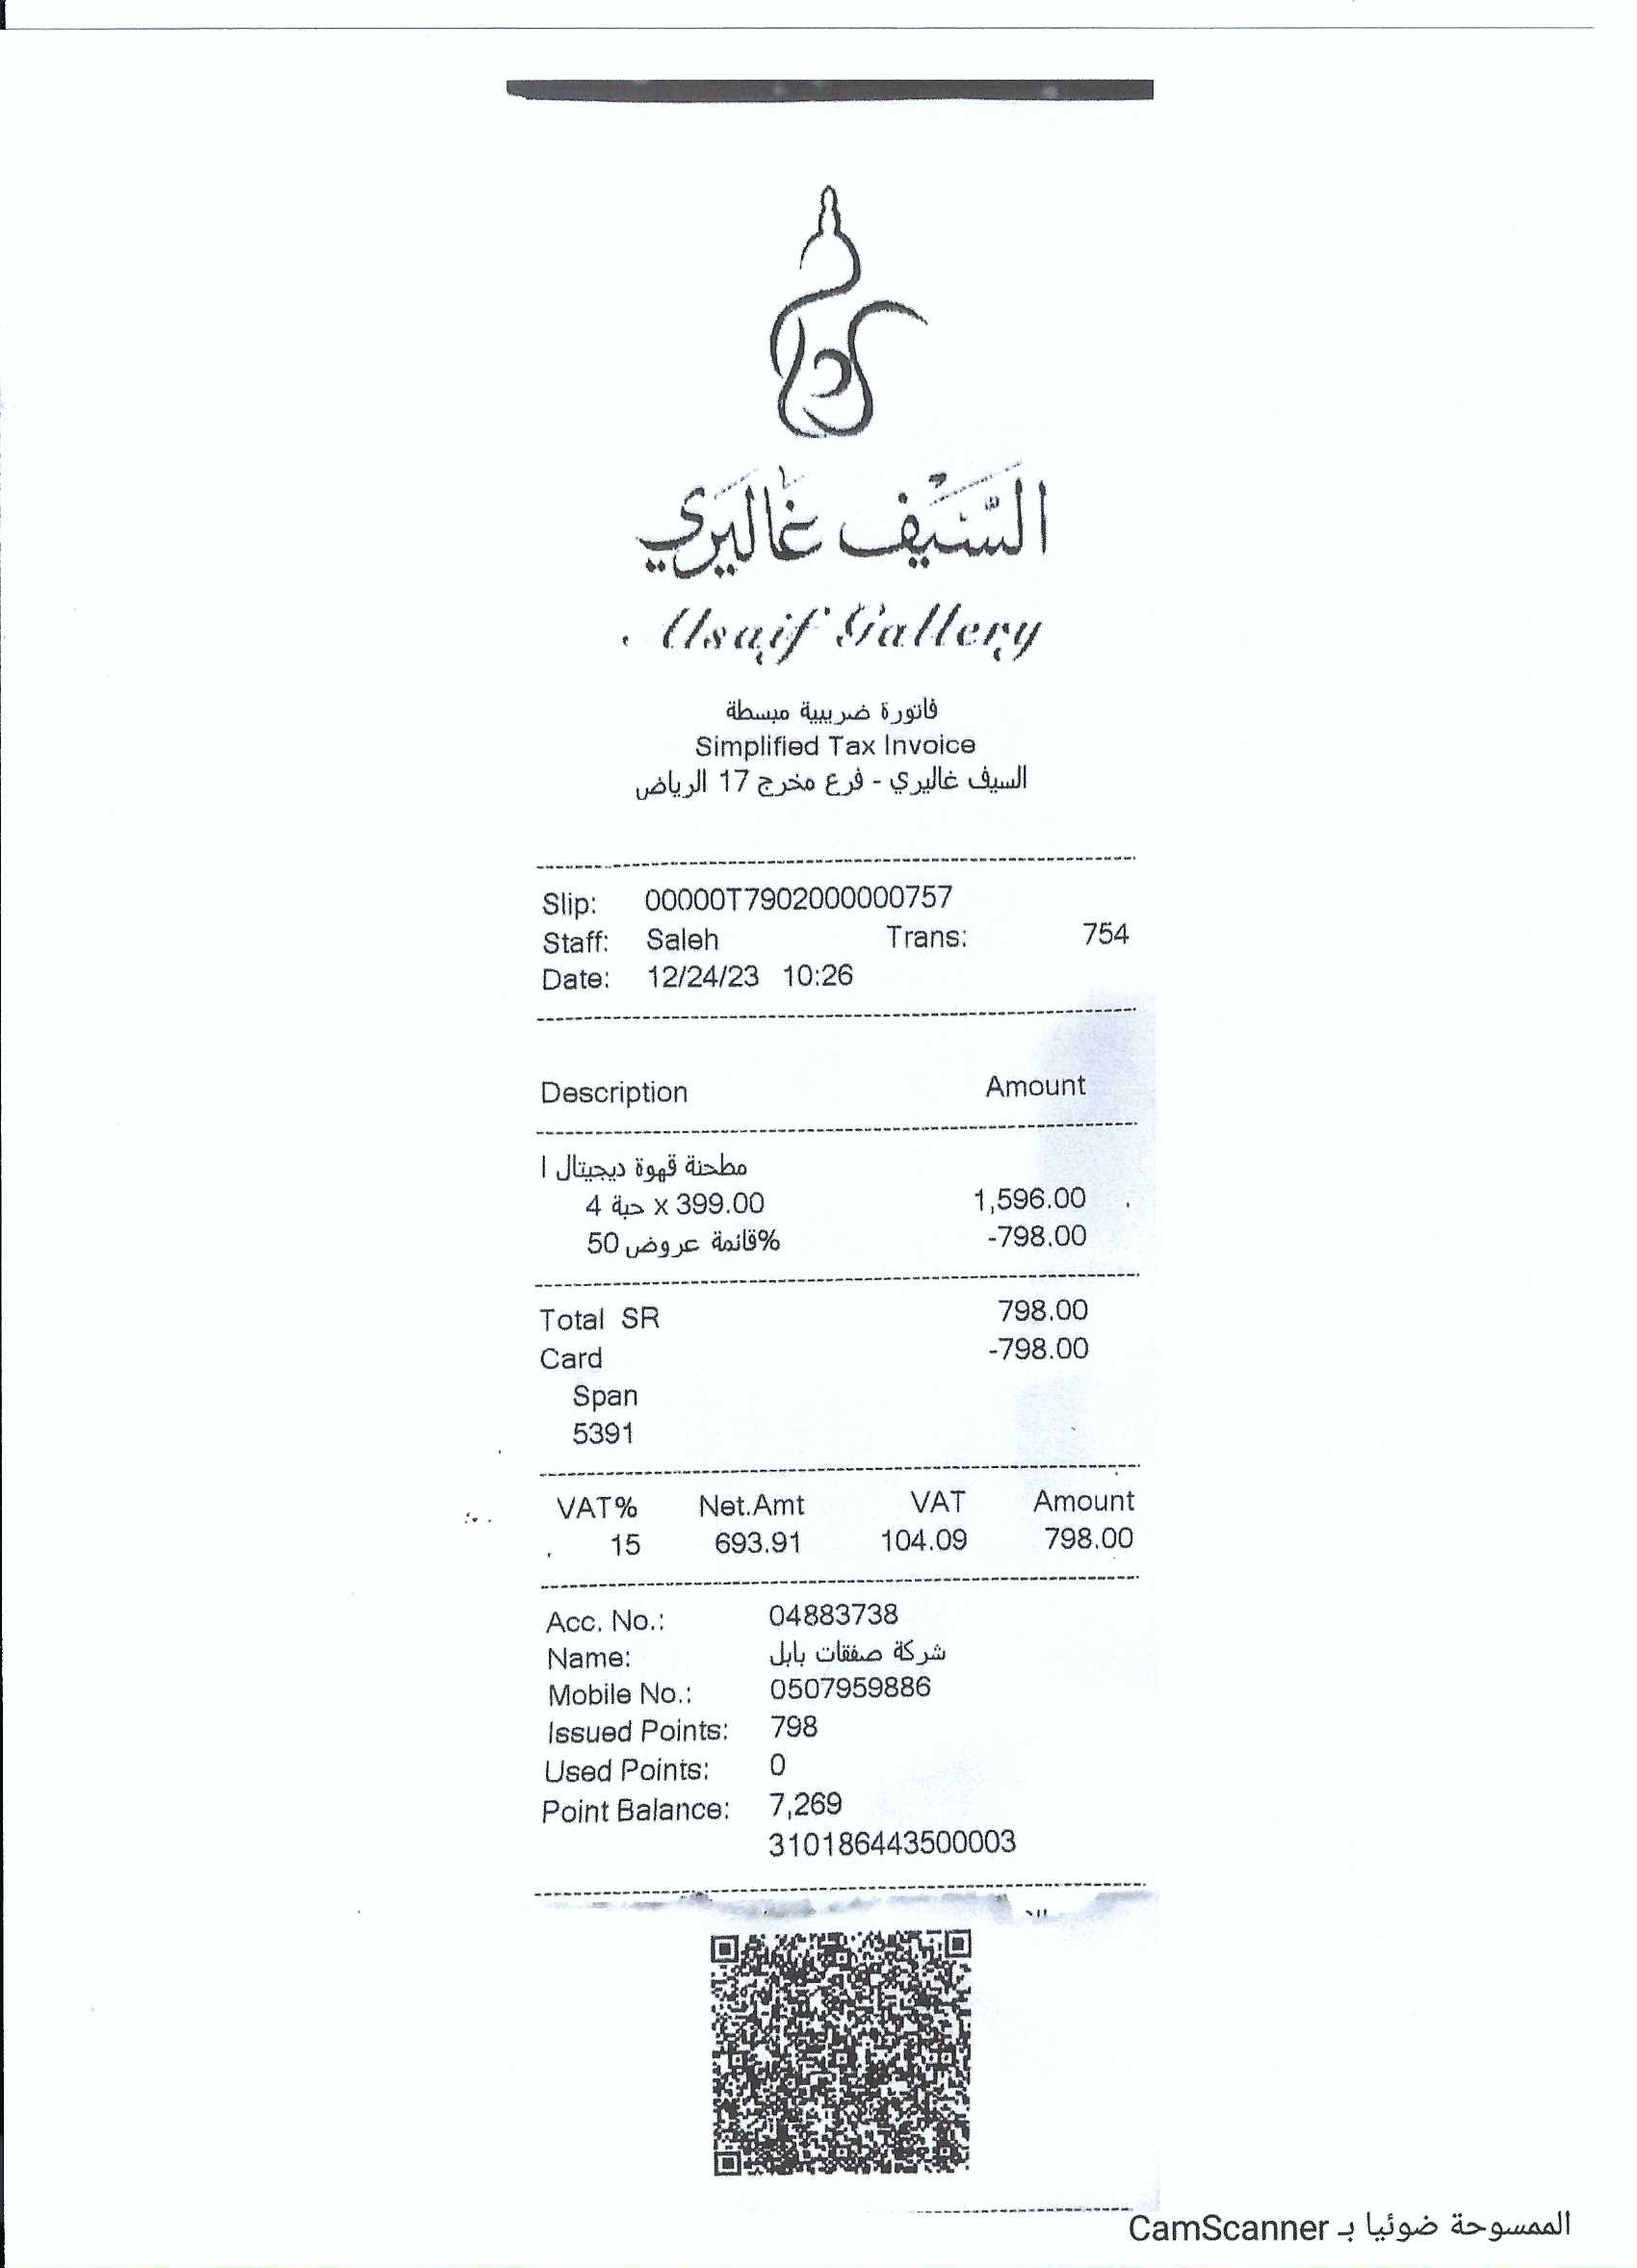 السَّيْف غَاليري
Alsaif Gallery
فاتورة ضريبية مبسطة
Simplified Tax Invoice
السيف غاليري - فرع مخرج 17 الرياض
Slip: 00000T7902000000757
Staff: Saleh Trans: 754
Date: 12/24/23 10:26
Description Amount
مطحنة قهوة ديجيتال ا
4 حبة x 399.00 1,596.00
50 قائمة عروض% -798.00
Total SR 798.00
Card -798.00
Span
5391
VAT% Net.Amt VAT Amount
15 693.91 104.09 798.00
Acc. No.: 04883738
Name: شركة صفقات بابل
Mobile No.: 0507959886
Issued Points: 798
Used Points: 0
Point Balance: 7,269
310186443500003
الممسوحة ضوئيا بـ CamScanner